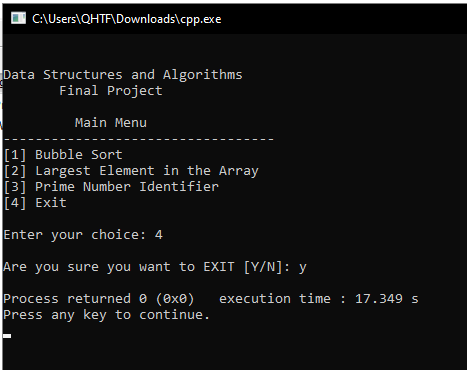 C:\Users\QHTF\Downloads\cpp.exe
Data Structures and Algorithms
Final Project
Main Menu
----------------------------------
[1] Bubble Sort
[2] Largest Element in the Array
[3] Prime Number Identifier
[4] Exit
Enter your choice: 4
Are you sure you want to EXIT [Y/N]: y
Process returned 0 (0x0)   execution time : 17.349 s
Press any key to continue.